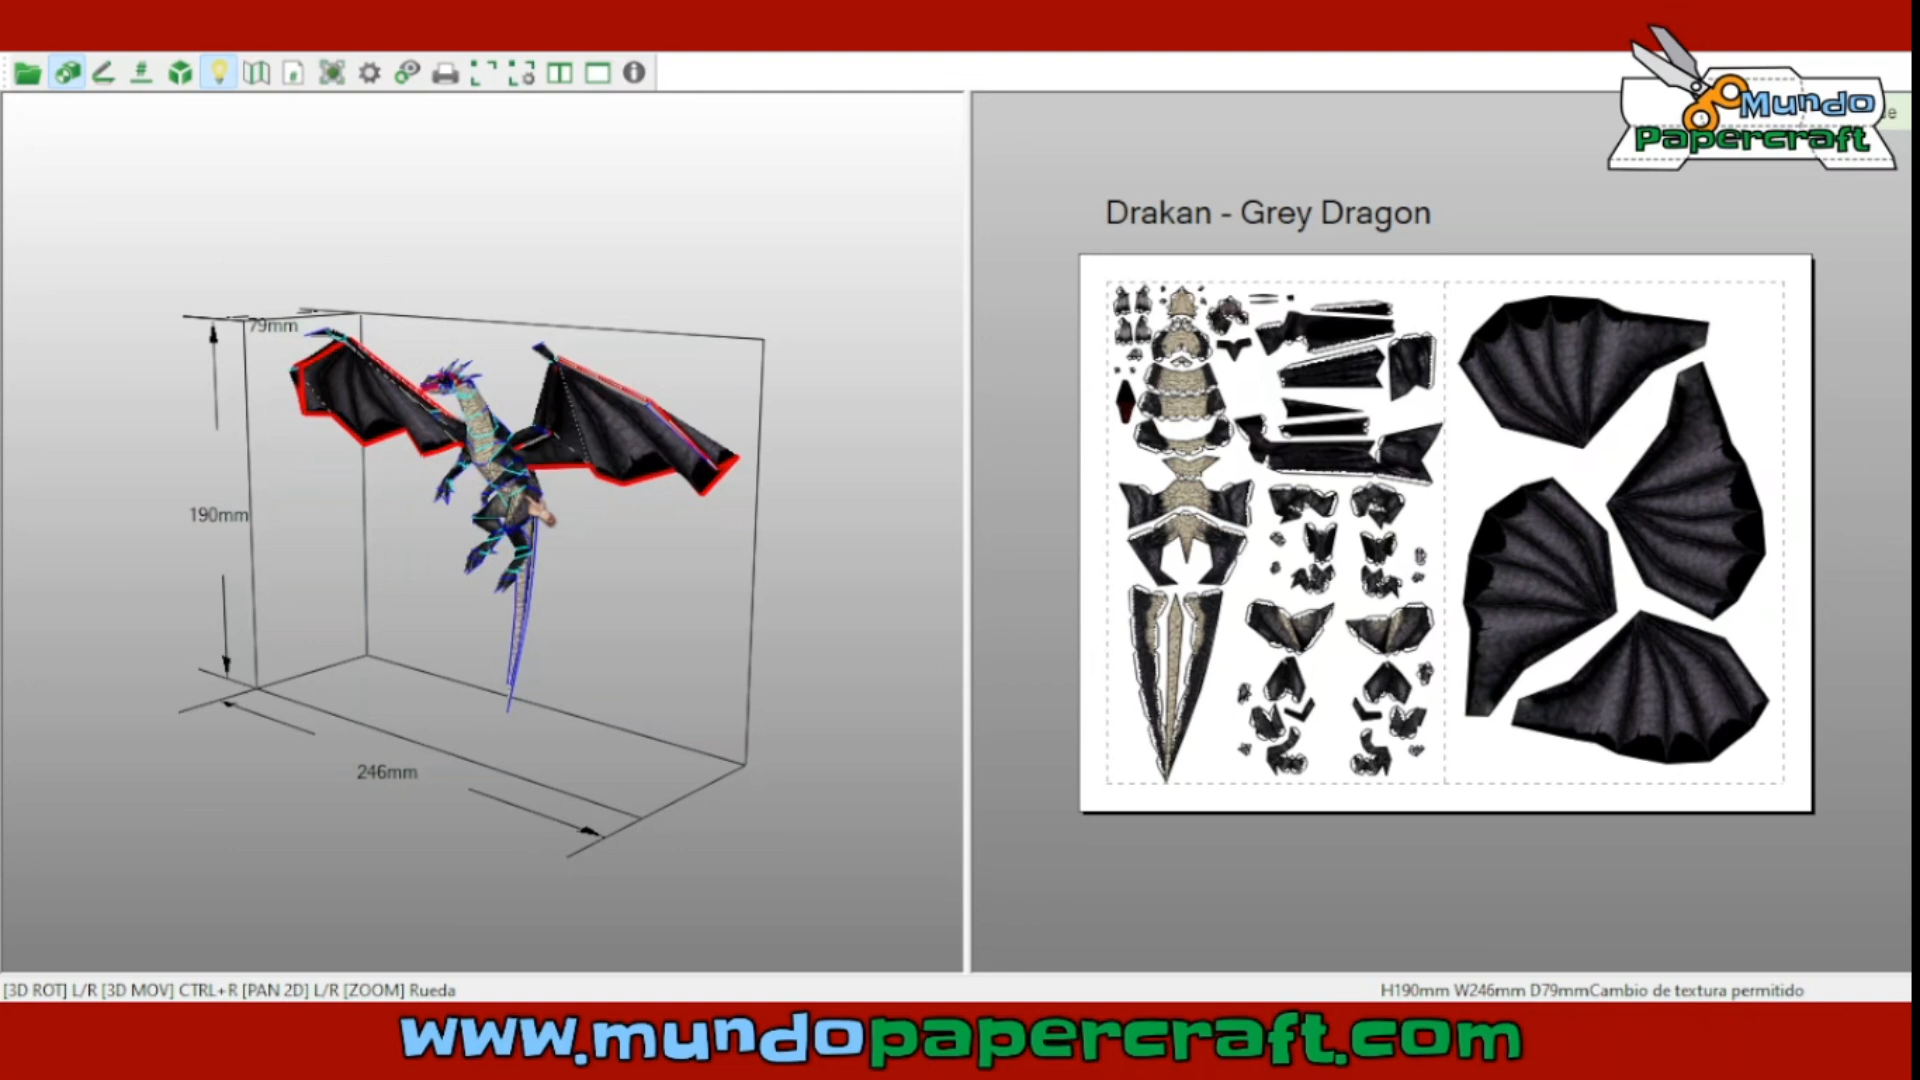 Mundo
Papercraft
Drakan - Grey Dragon
79mm
190mm
246mm
[3D ROT] L/R [3D MOV] CTRL+R [PAN 2D] L/R [ZOOM] Rueda
H190mm W246mm D79mmCambio de textura permitido
www.mundopapercraft.com